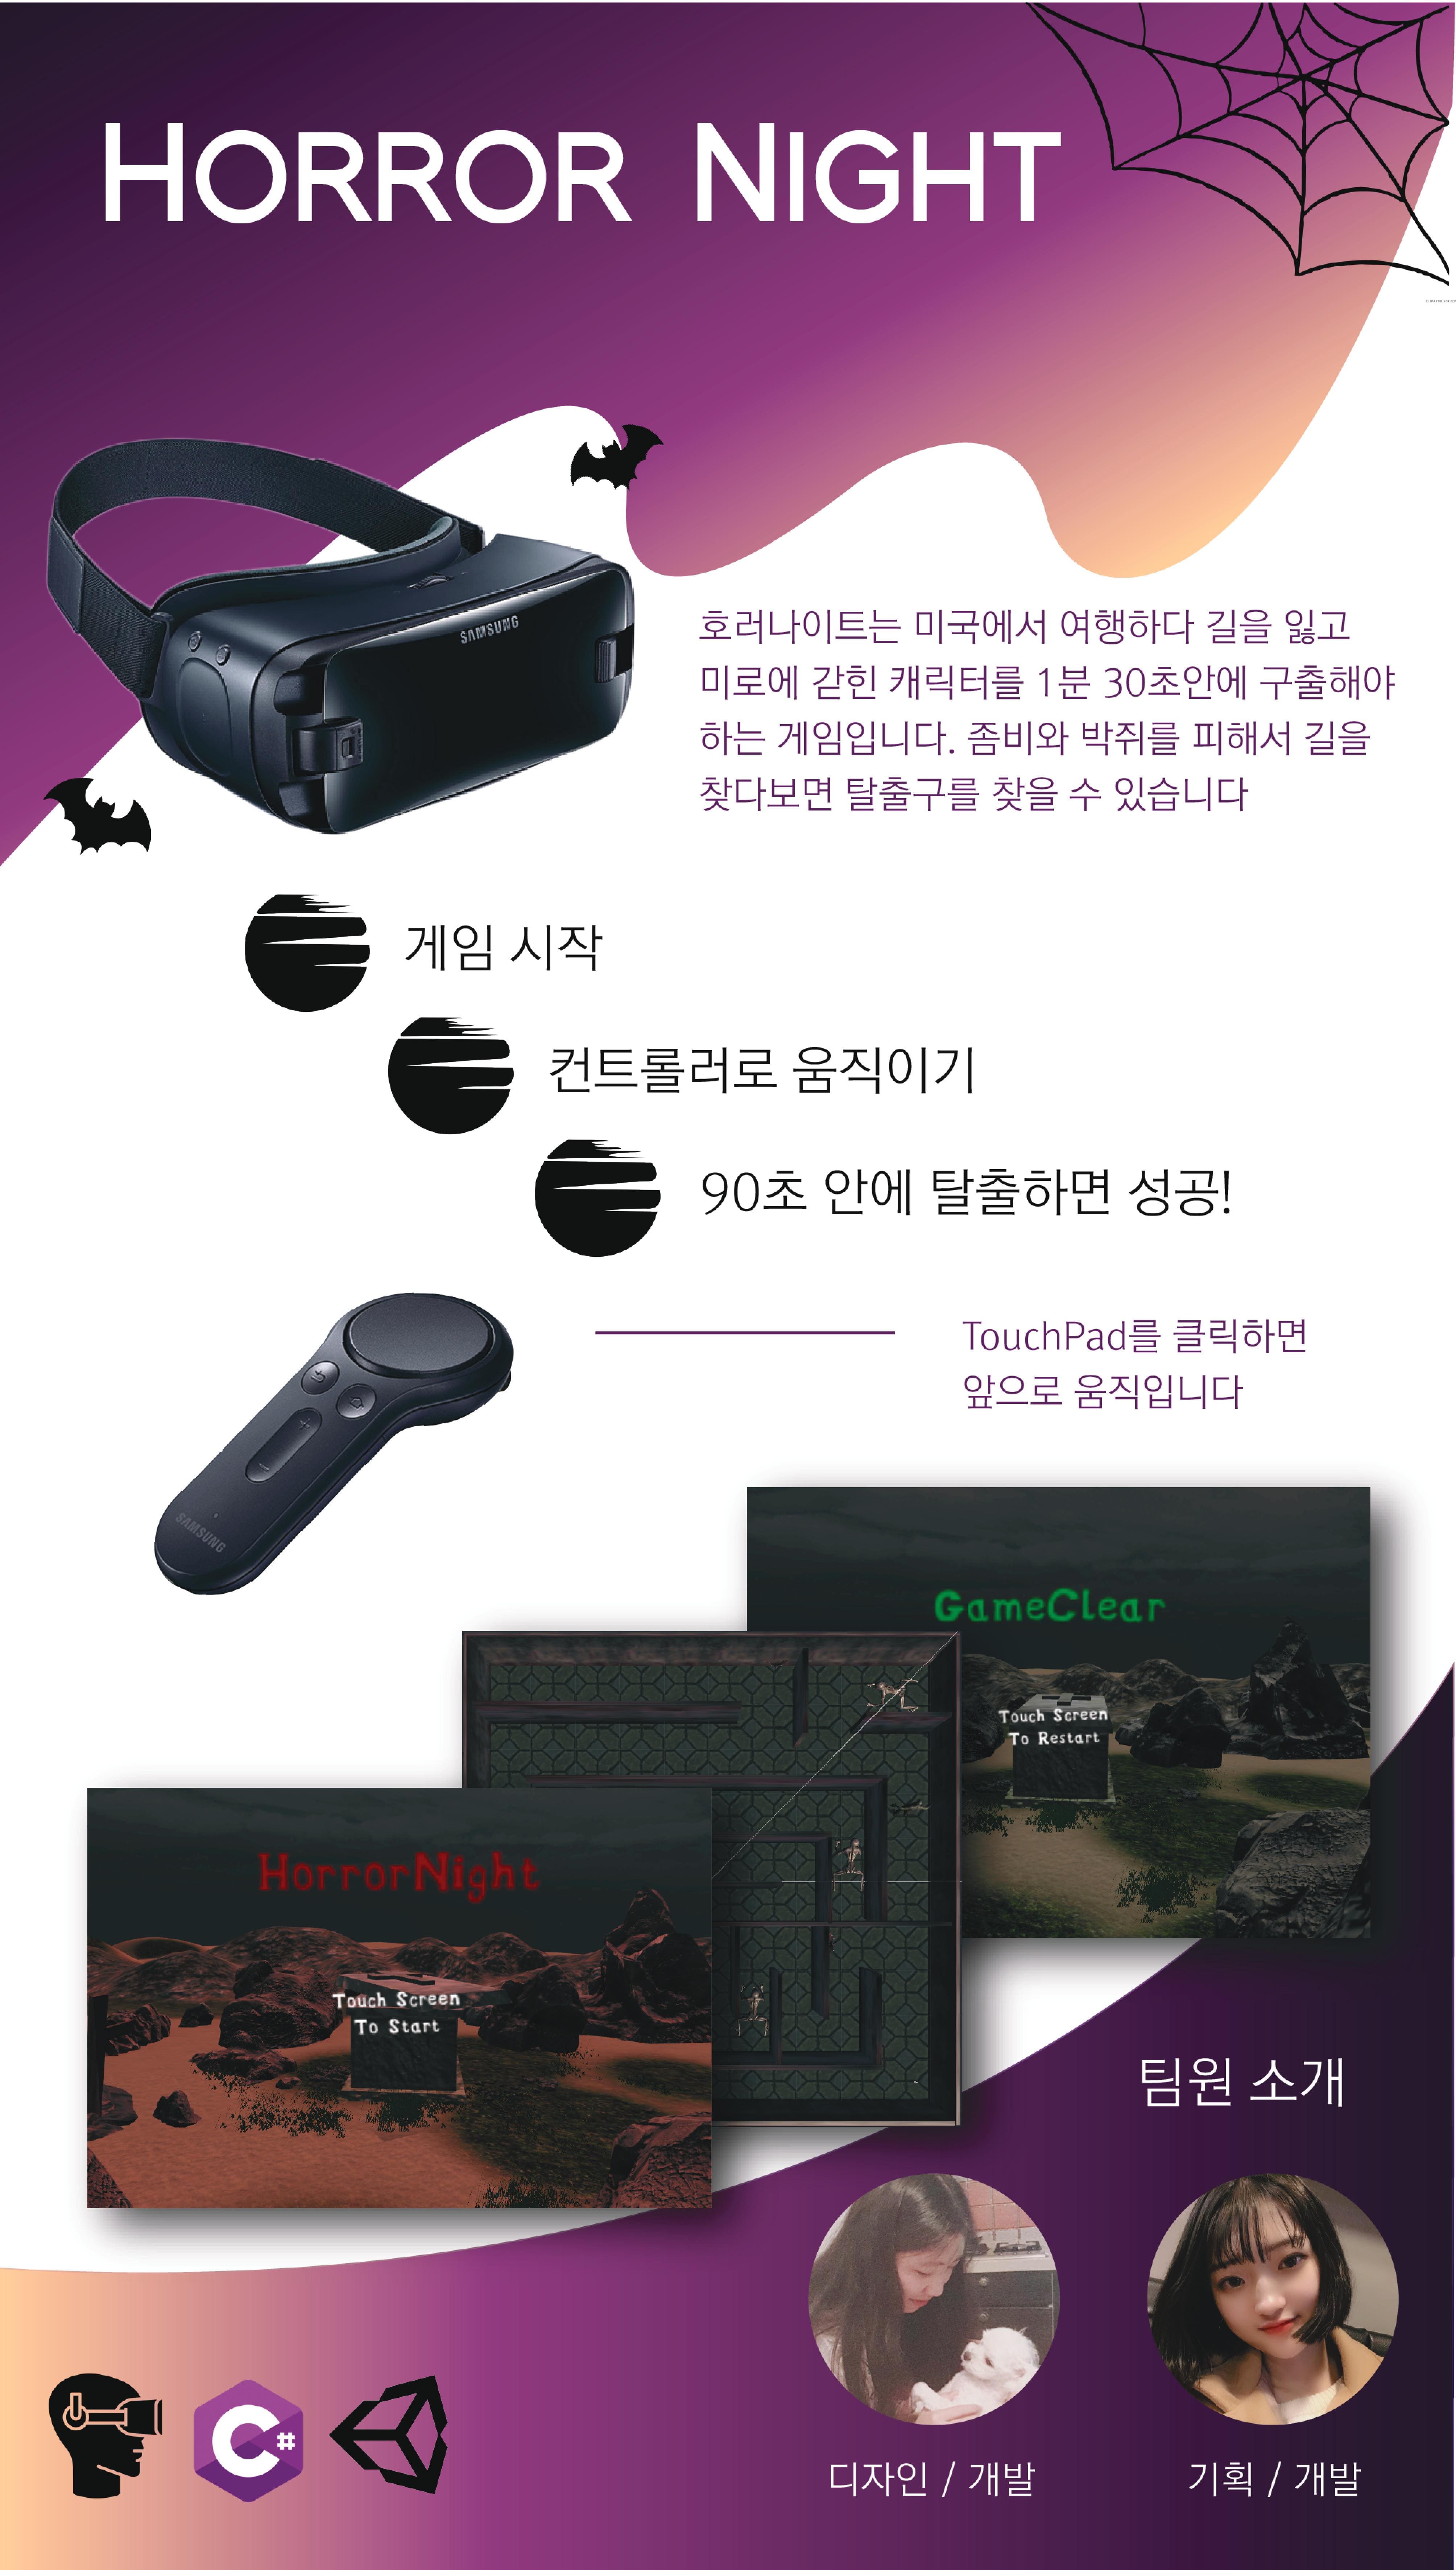 HORROR NIGHT
SAMSUNG
호러나이트는 미국에서 여행하다 길을 잃고
미로에 갇힌 캐릭터를 1분 30초안에 구출해야
하는 게임입니다. 좀비와 박쥐를 피해서 길을
찾다보면 탈출구를 찾을 수 있습니다
게임 시작
컨트롤러로 움직이기
90초 안에 탈출하면 성공!
TouchPad를 클릭하면
앞으로 움직입니다
SAMSUNG
GameClear
Touch Screen
To Restart
HorrorNight
Touch Screen
To Start
팀원 소개
디자인 / 개발
기획 / 개발
C#